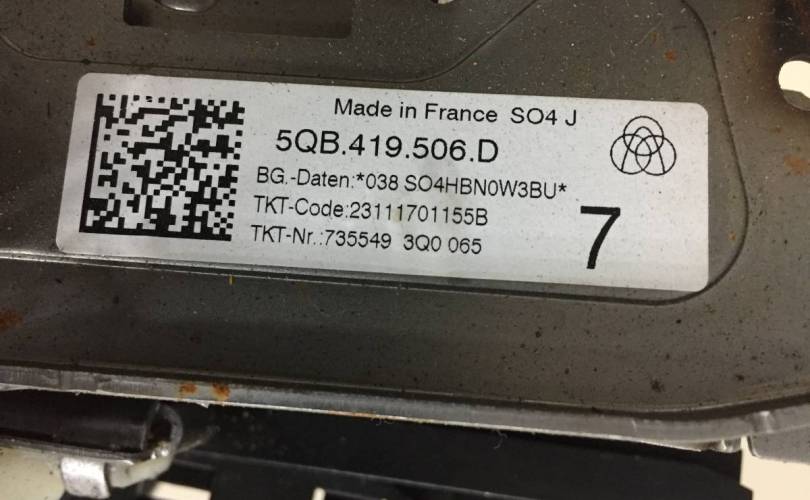 Made in France SO4 J
5QB.419.506.D
BG.-Daten:*038 SO4HBN0W3BU*
TKT-Code:23111701155B
TKT-Nr.:735549 3Q0 065
7